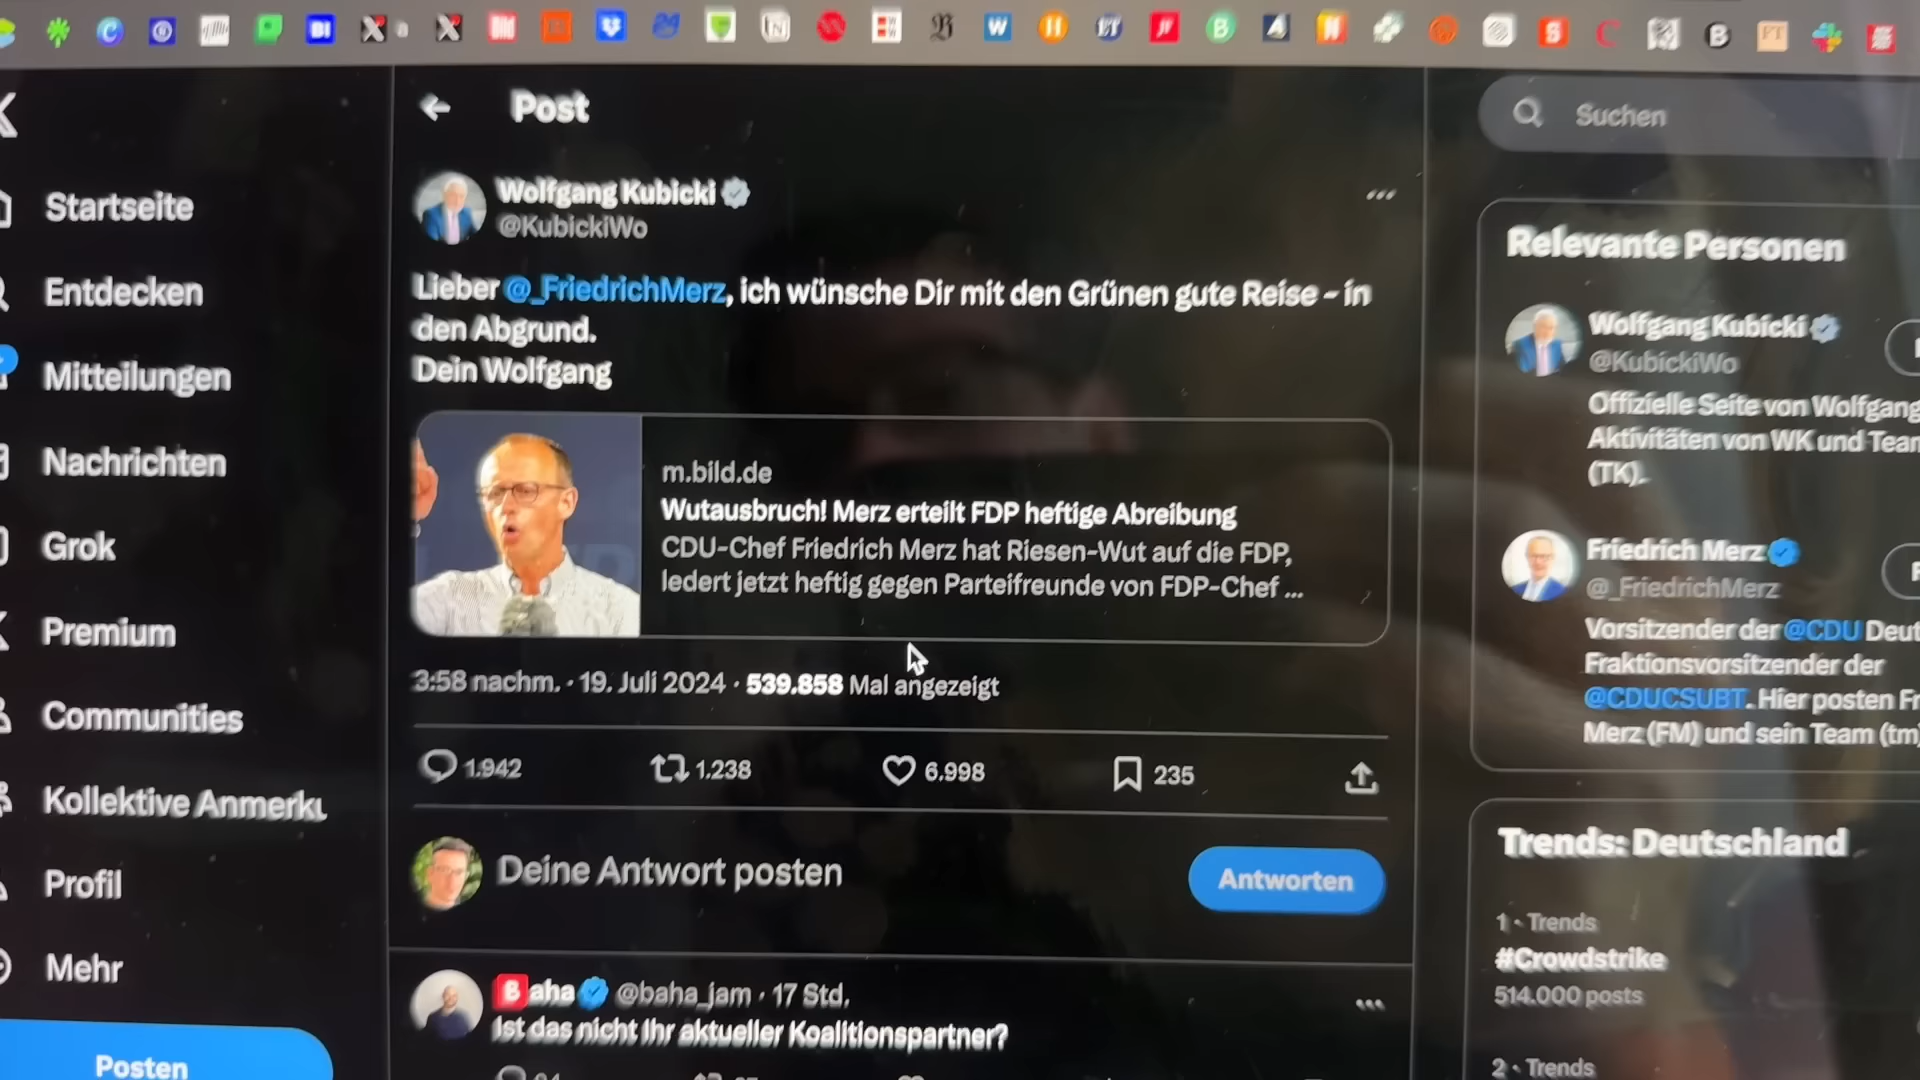 Post
Suchen
Startseite
Entdecken
Mitteilungen
Nachrichten
Grok
Premium
Communities
Kollektive Anmerku
Profil
Mehr
Posten
Wolfgang Kubicki
@KubickiWo
Lieber @_FriedrichMerz, ich wünsche Dir mit den Grünen gute Reise – in
den Abgrund.
Dein Wolfgang
m.bild.de
Wutausbruch! Merz erteilt FDP heftige Abreibung
CDU-Chef Friedrich Merz hat Riesen-Wut auf die FDP,
ledert jetzt heftig gegen Parteifreunde von FDP-Chef ...
3:58 nachm. · 19. Juli 2024 · 539.858 Mal angezeigt
1.942 1.238 6.998 235
Deine Antwort posten
Antworten
Baha @baha_jam · 17 Std.
Ist das nicht Ihr aktueller Koalitionspartner?
Relevante Personen
Wolfgang Kubicki
@KubickiWo
Offizielle Seite von Wolfgang
Aktivitäten von WK und Team
(TK).
Friedrich Merz
@_FriedrichMerz
Vorsitzender der @CDU Deut
Fraktionsvorsitzender der
@CDUCSUBT. Hier posten Fr
Merz (FM) und sein Team (tm)
Trends: Deutschland
1 · Trends
#Crowdstrike
514.000 posts
2 · Trends